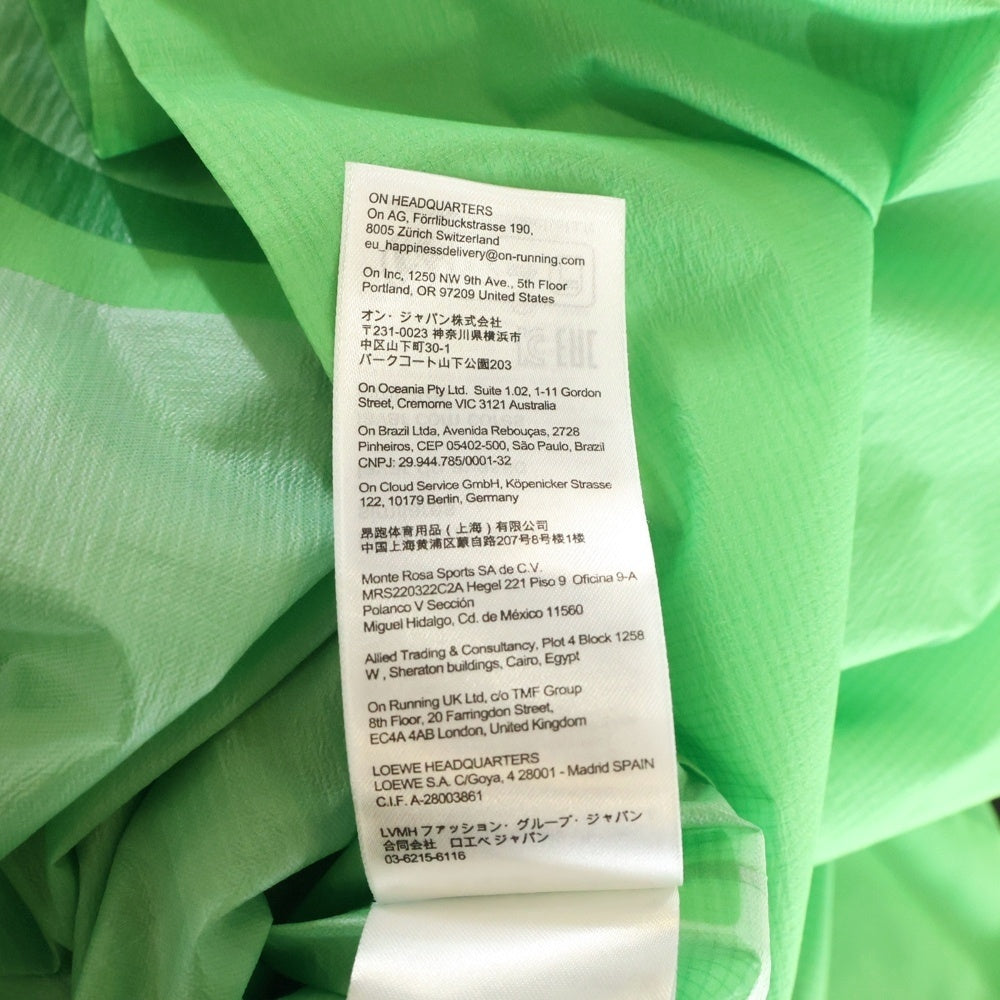 ON HEADQUARTERS
On AG, Förrlibuckstrasse 190,
8005 Zürich Switzerland
eu_happinessdelivery@on-running.com
On Inc, 1250 NW 9th Ave., 5th Floor
Portland, OR 97209 United States
オン・ジャパン株式会社
〒231-0023 神奈川県横浜市
中区山下町30-1
パークコート山下公園203
On Oceania Pty Ltd. Suite 1.02, 1-11 Gordon
Street, Cremorne VIC 3121 Australia
On Brazil Ltda, Avenida Rebouças, 2728
Pinheiros, CEP 05402-500, São Paulo, Brazil
CNPJ: 29.944.785/0001-32
On Cloud Service GmbH, Köpenicker Strasse
122, 10179 Berlin, Germany
昂跑体育用品（上海）有限公司
中国上海黄浦区蒙自路207号8号楼1楼
Monte Rosa Sports SA de C.V.
MRS220322C2A Hegel 221 Piso 9 Oficina 9-A
Polanco V Sección
Miguel Hidalgo, Cd. de México 11560
Allied Trading & Consultancy, Plot 4 Block 1258
W , Sheraton buildings, Cairo, Egypt
On Running UK Ltd, c/o TMF Group
8th Floor, 20 Farringdon Street,
EC4A 4AB London, United Kingdom
LOEWE HEADQUARTERS
LOEWE S.A. C/Goya, 4 28001 - Madrid SPAIN
C.I.F. A-28003861
LVMH ファッション・グループ・ジャパン
合同会社 ロエベ ジャパン
03-6215-6116